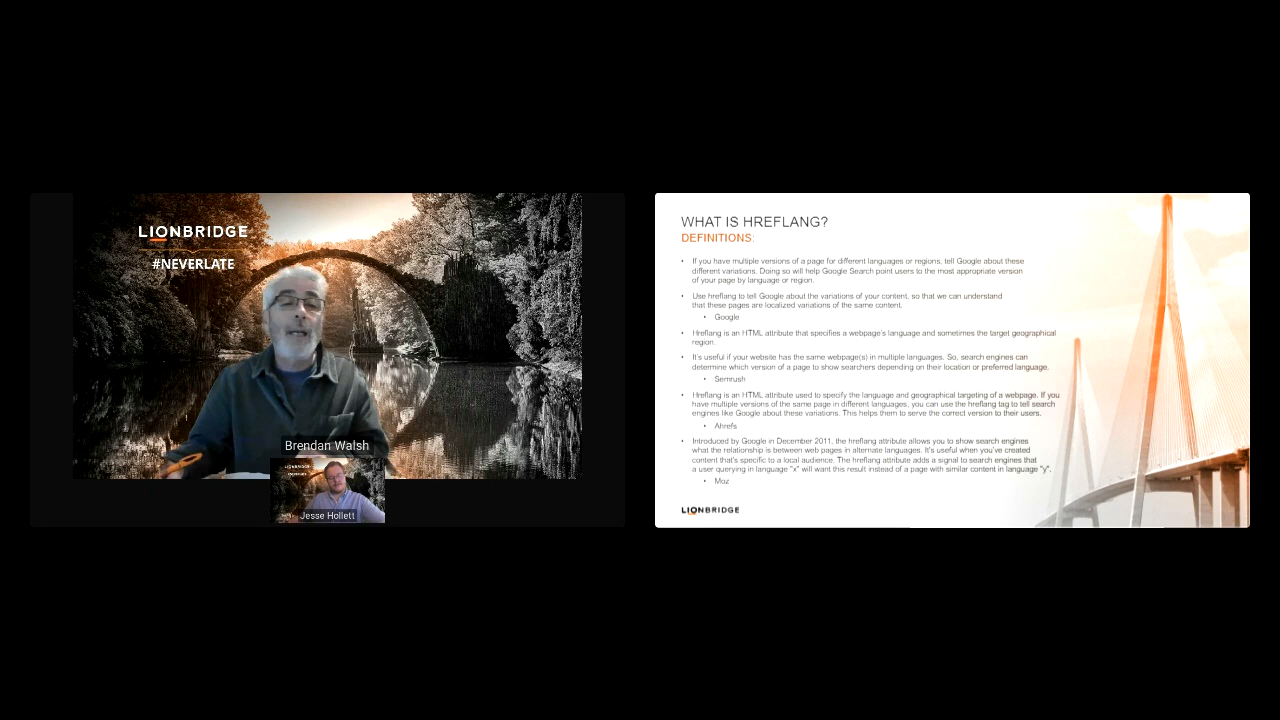 LIONBRIDGE
#NEVERLATE
Brendan Walsh
LIONBRIDGE
Jesse Hollett
WHAT IS HREFLANG?
DEFINITIONS:
• If you have multiple versions of a page for different languages or regions, tell Google about these
different variations. Doing so will help Google Search point users to the most appropriate version
of your page by language or region.
• Use hreflang to tell Google about the variations of your content, so that we can understand
that these pages are localized variations of the same content.
• Google
• Hreflang is an HTML attribute that specifies a webpage's language and sometimes the target geographical
region.
• It's useful if your website has the same webpage(s) in multiple languages. So, search engines can
determine which version of a page to show searchers depending on their location or preferred language.
• Semrush
• Hreflang is an HTML attribute used to specify the language and geographical targeting of a webpage. If you
have multiple versions of the same page in different languages, you can use the hreflang tag to tell search
engines like Google about these variations. This helps them to serve the correct version to their users.
• Ahrefs
• Introduced by Google in December 2011, the hreflang attribute allows you to show search engines
what the relationship is between web pages in alternate languages. It's useful when you've created
content that's specific to a local audience. The hreflang attribute adds a signal to search engines that
a user querying in language "x" will want this result instead of a page with similar content in language "y".
• Moz
LIONBRIDGE